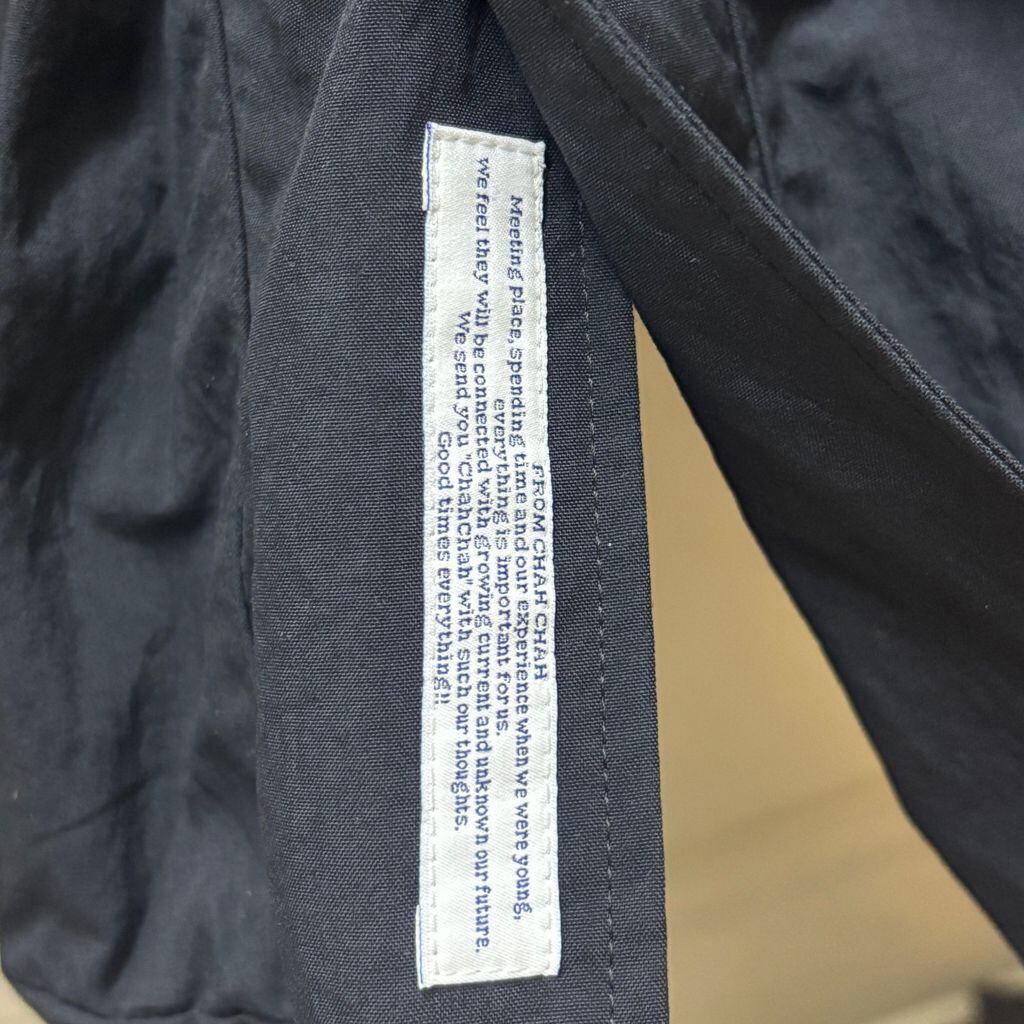 FROM CHAH CHAH
Meeting place, spending time and our experience when we were young,
everything is important for us.
We feel they will be connected with growing current and unknown our future.
We send you "ChahChah" with such our thoughts.
Good times everything!!